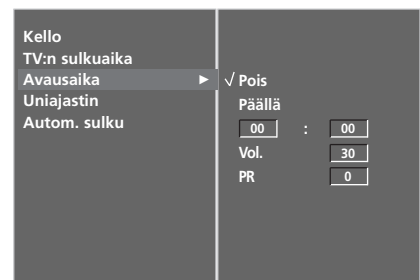 Kello
TV:n sulkuaika
Avausaika ►
Uniajastin
Autom. sulku
√ Pois
Päällä
00 : 00
Vol. 30
PR 0